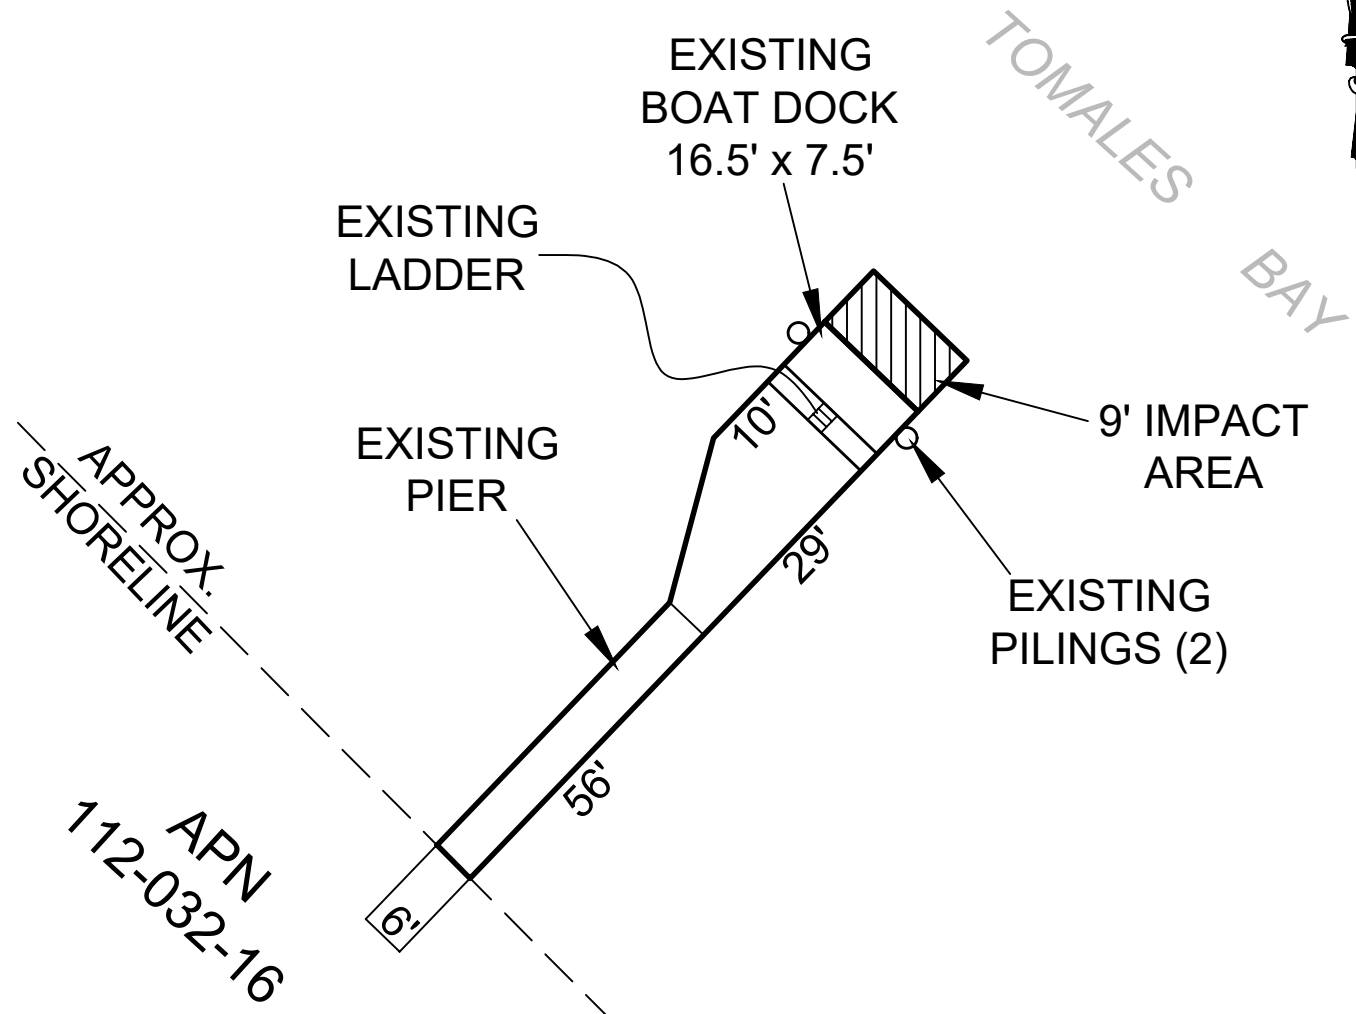 TOMALES
BAY
EXISTING
BOAT DOCK
16.5' x 7.5'
EXISTING
LADDER
10'
9' IMPACT
AREA
EXISTING
PIER
APPROX.
SHORELINE
29'
EXISTING
PILINGS (2)
56'
APN
112-032-16
6'